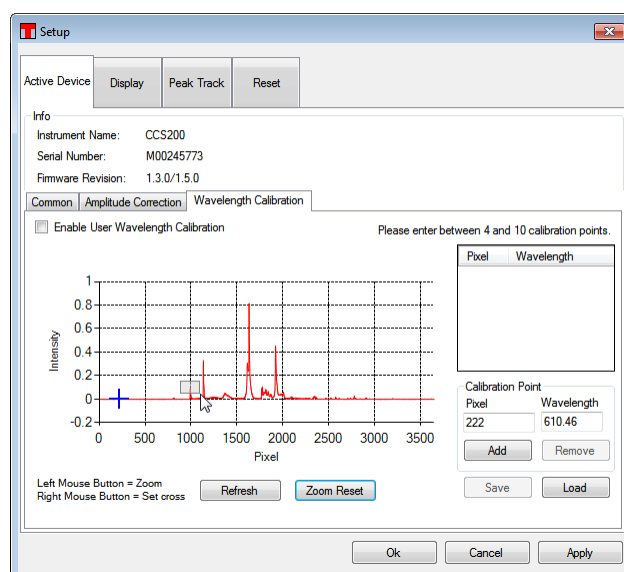 Setup
Active Device Display Peak Track Reset
Info
Instrument Name: CCS200
Serial Number: M00245773
Firmware Revision: 1.3.0/1.5.0
Common Amplitude Correction Wavelength Calibration
Enable User Wavelength Calibration
Please enter between 4 and 10 calibration points.
Pixel Wavelength
Intensity
1
0.8
0.6
0.4
0.2
0
-0.2
0 500 1000 1500 2000 2500 3000 3500
Pixel
Calibration Point
Pixel Wavelength
222 610.46
Add Remove
Left Mouse Button = Zoom
Right Mouse Button = Set cross
Refresh Zoom Reset
Save Load
Ok Cancel Apply